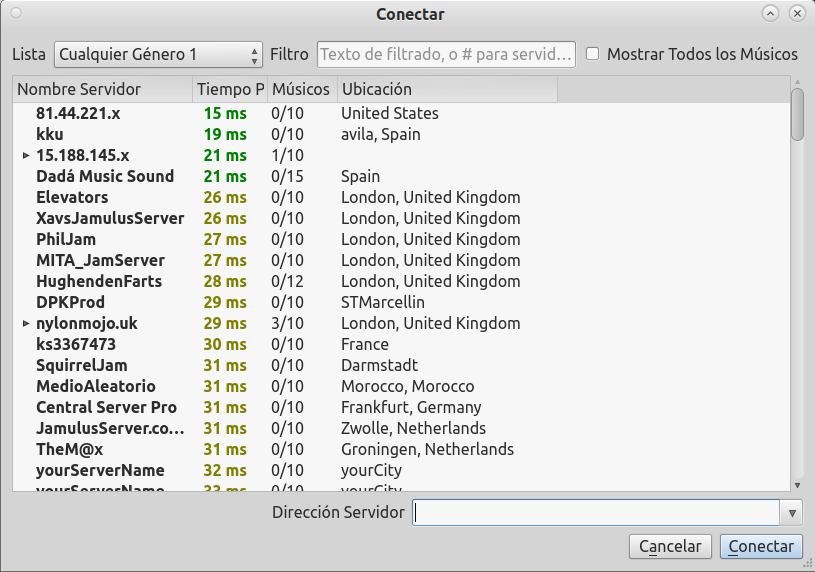 Conectar
Lista Cualquier Género 1 Filtro Texto de filtrado, o # para servid... Mostrar Todos los Músicos
Nombre Servidor Tiempo P Músicos Ubicación
81.44.221.x 15 ms 0/10 United States
kku 19 ms 0/10 avila, Spain
15.188.145.x 21 ms 1/10
Dadá Music Sound 21 ms 0/15 Spain
Elevators 26 ms 0/10 London, United Kingdom
XavsJamulusServer 26 ms 0/10 London, United Kingdom
PhilJam 27 ms 0/10 London, United Kingdom
MITA_JamServer 27 ms 0/10 London, United Kingdom
HughendenFarts 28 ms 0/12 London, United Kingdom
DPKProd 29 ms 0/10 STMarcellin
nylonmojo.uk 29 ms 3/10 London, United Kingdom
ks3367473 30 ms 0/10 France
SquirrelJam 31 ms 0/10 Darmstadt
MedioAleatorio 31 ms 0/10 Morocco, Morocco
Central Server Pro 31 ms 0/10 Frankfurt, Germany
JamulusServer.co... 31 ms 0/10 Zwolle, Netherlands
TheM@x 31 ms 0/10 Groningen, Netherlands
yourServerName 32 ms 0/10 yourCity
yourServerName 33 ms 0/10 yourCity
Dirección Servidor
Cancelar Conectar